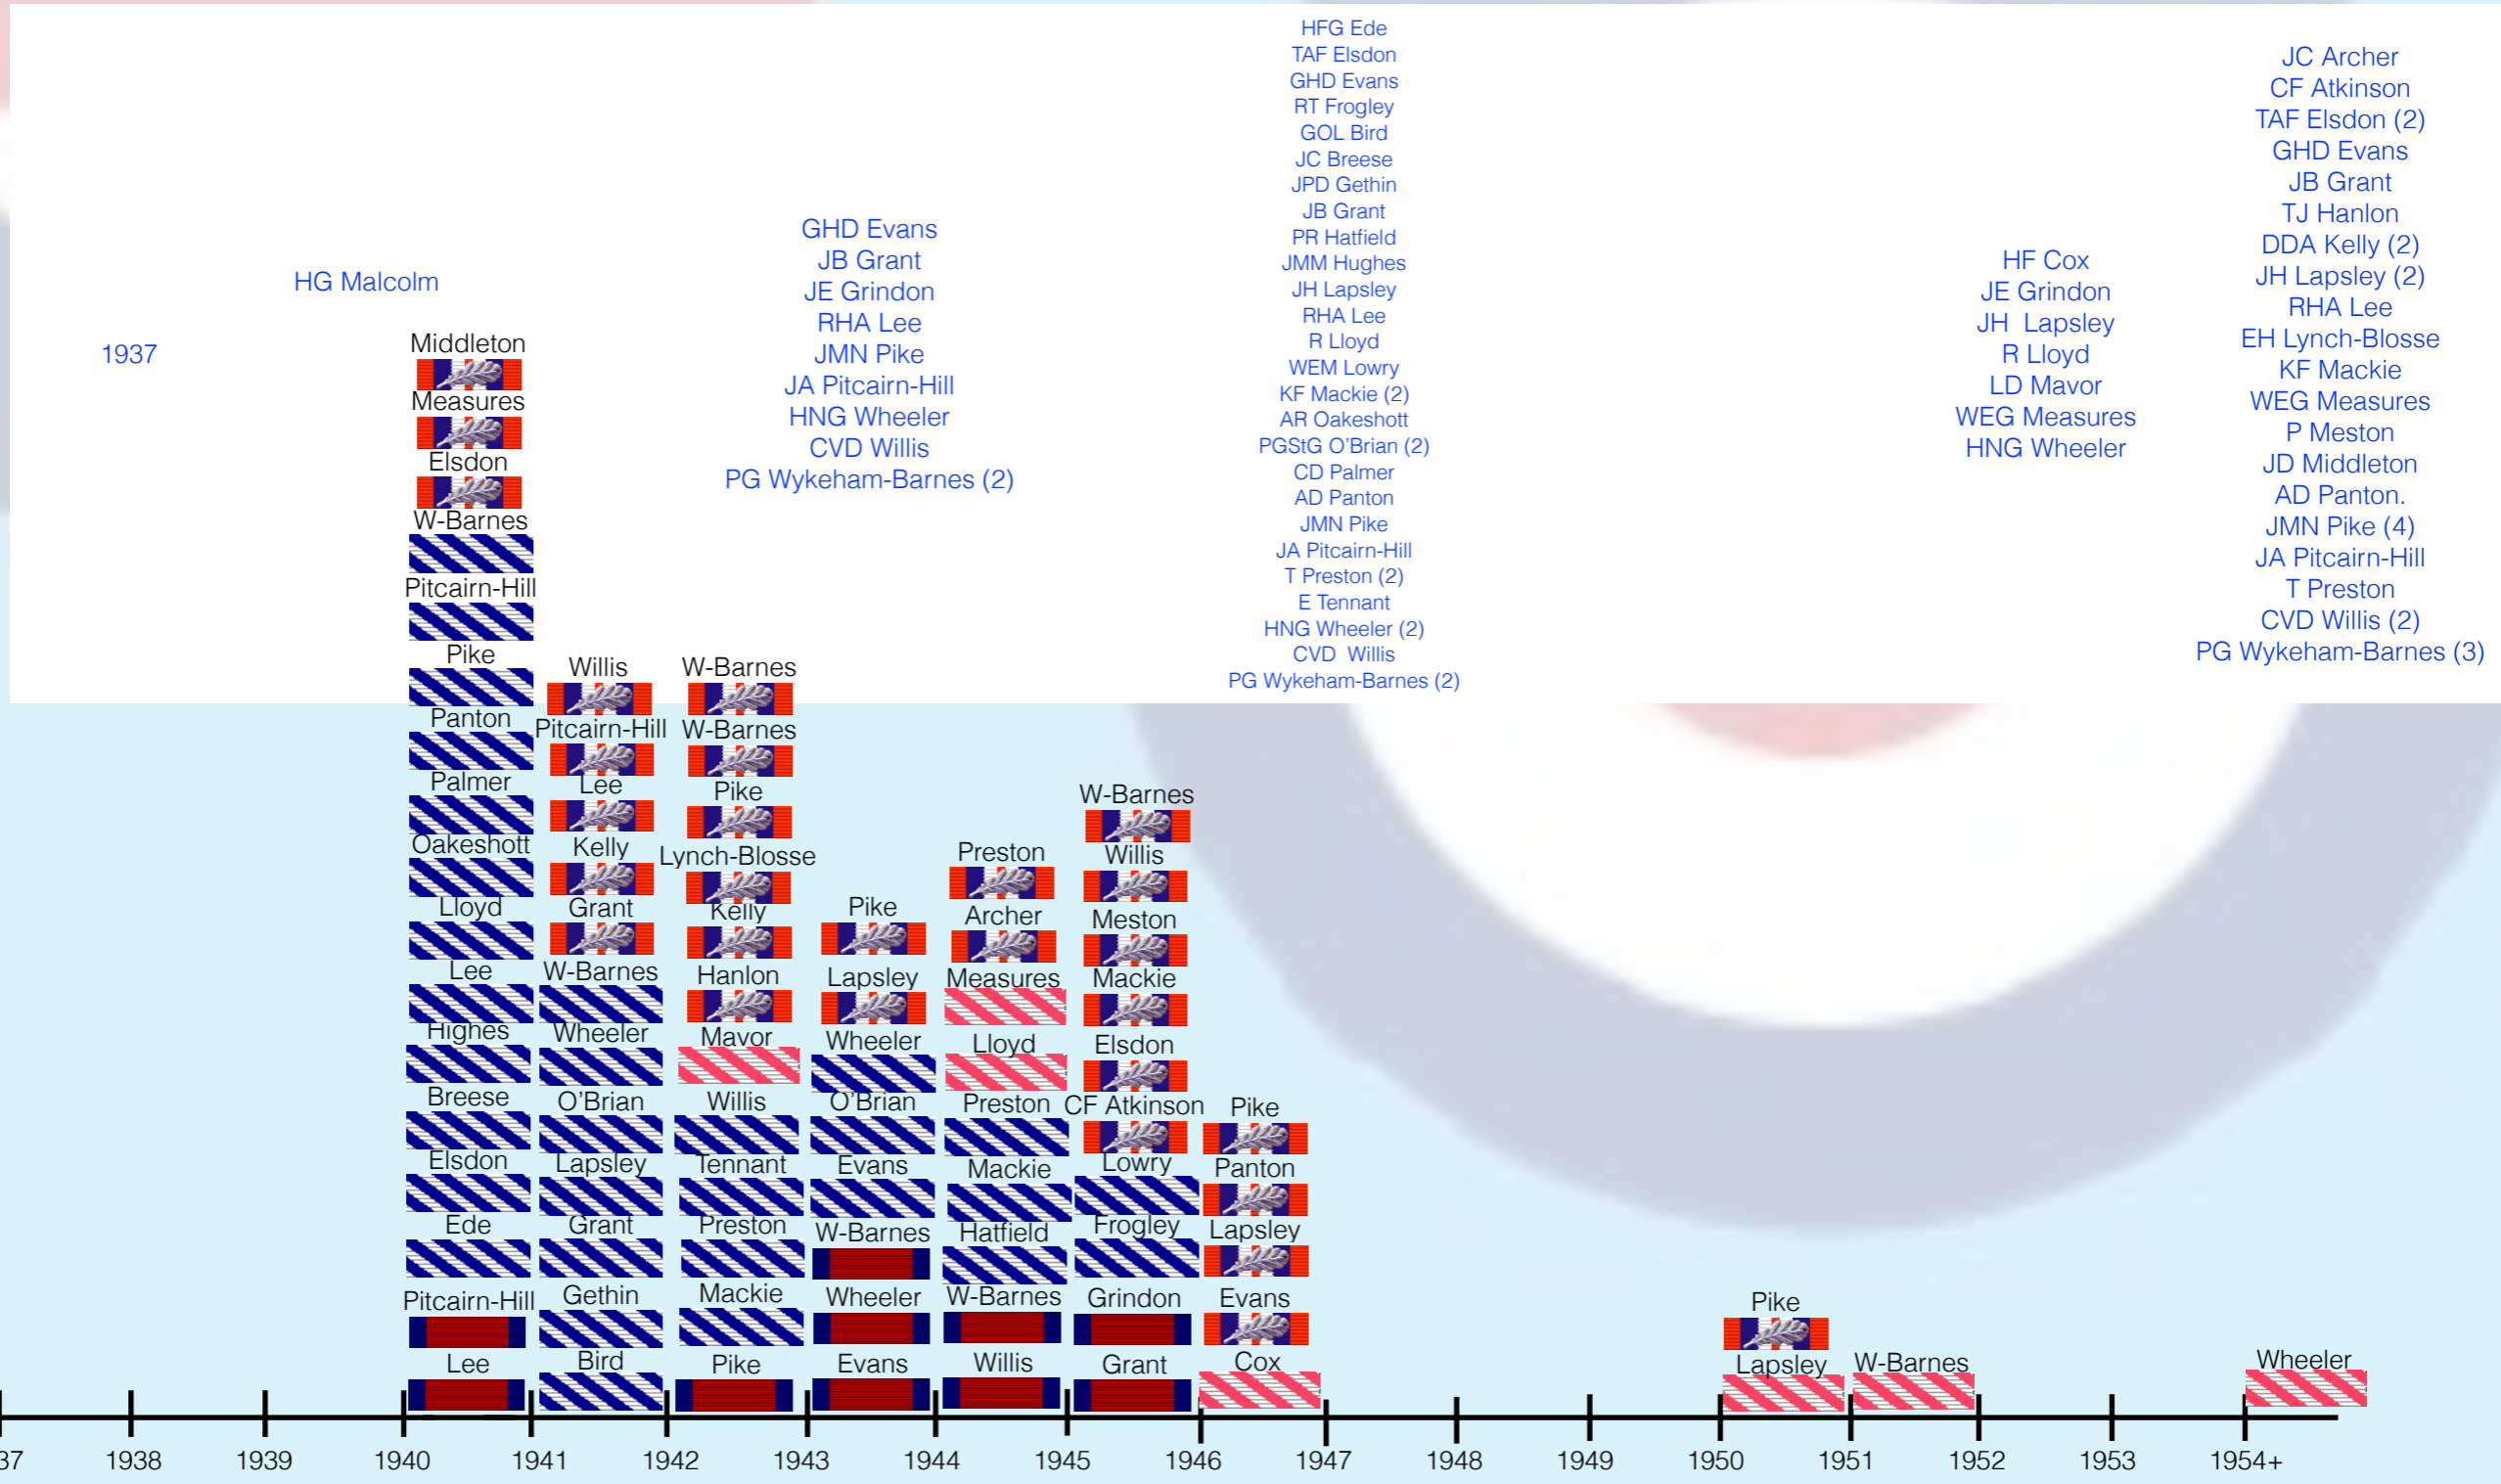 HG Malcolm
1937
GHD Evans
JB Grant
JE Grindon
RHA Lee
JMN Pike
JA Pitcairn-Hill
HNG Wheeler
CVD Willis
PG Wykeham-Barnes (2)
HFG Ede
TAF Elsdon
GHD Evans
RT Frogley
GOL Bird
JC Breese
JPD Gethin
JB Grant
PR Hatfield
JMM Hughes
JH Lapsley
RHA Lee
R Lloyd
WEM Lowry
KF Mackie (2)
AR Oakeshott
PGStG O'Brian (2)
CD Palmer
AD Panton
JMN Pike
JA Pitcairn-Hill
T Preston (2)
E Tennant
HNG Wheeler (2)
CVD Willis
PG Wykeham-Barnes (2)
HF Cox
JE Grindon
JH Lapsley
R Lloyd
LD Mavor
WEG Measures
HNG Wheeler
JC Archer
CF Atkinson
TAF Elsdon (2)
GHD Evans
JB Grant
TJ Hanlon
DDA Kelly (2)
JH Lapsley (2)
RHA Lee
EH Lynch-Blosse
KF Mackie
WEG Measures
P Meston
JD Middleton
AD Panton.
JMN Pike (4)
JA Pitcairn-Hill
T Preston
CVD Willis (2)
PG Wykeham-Barnes (3)
Middleton
Measures
Elsdon
W-Barnes
Pitcairn-Hill
Pike
Panton
Palmer
Oakeshott
Lloyd
Lee
Highes
Breese
Elsdon
Ede
Pitcairn-Hill
Lee
Willis
Pitcairn-Hill
Lee
Kelly
Grant
W-Barnes
Wheeler
O'Brian
Lapsley
Grant
Gethin
Bird
W-Barnes
W-Barnes
Pike
Lynch-Blosse
Kelly
Hanlon
Mavor
Willis
Tennant
Preston
Mackie
Pike
Pike
Lapsley
Wheeler
O'Brian
Evans
W-Barnes
Wheeler
Evans
Preston
Archer
Measures
Lloyd
Preston
Mackie
Hatfield
W-Barnes
Willis
W-Barnes
Willis
Meston
Mackie
Elsdon
CF Atkinson
Lowry
Frogley
Grindon
Grant
Pike
Panton
Lapsley
Evans
Cox
Pike
Lapsley
W-Barnes
Wheeler
37 1938 1939 1940 1941 1942 1943 1944 1945 1946 1947 1948 1949 1950 1951 1952 1953 1954+